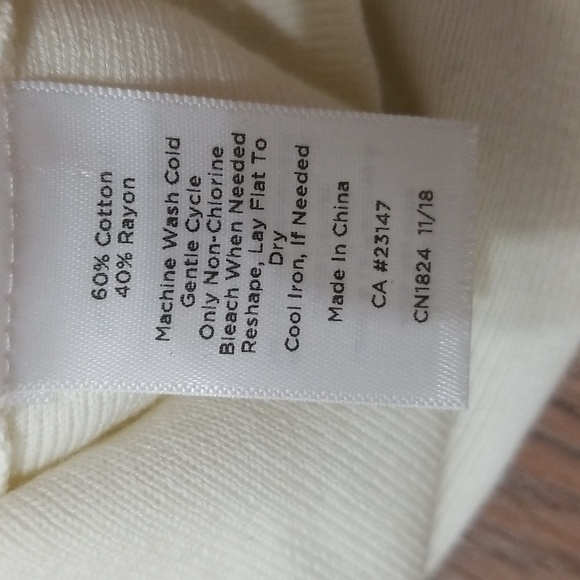 60% Cotton
40% Rayon
Machine Wash Cold
Gentle Cycle
Only Non-Chlorine
Bleach When Needed
Reshape, Lay Flat To
Dry
Cool Iron, If Needed
Made In China
CA #23147
CN1824 11/18